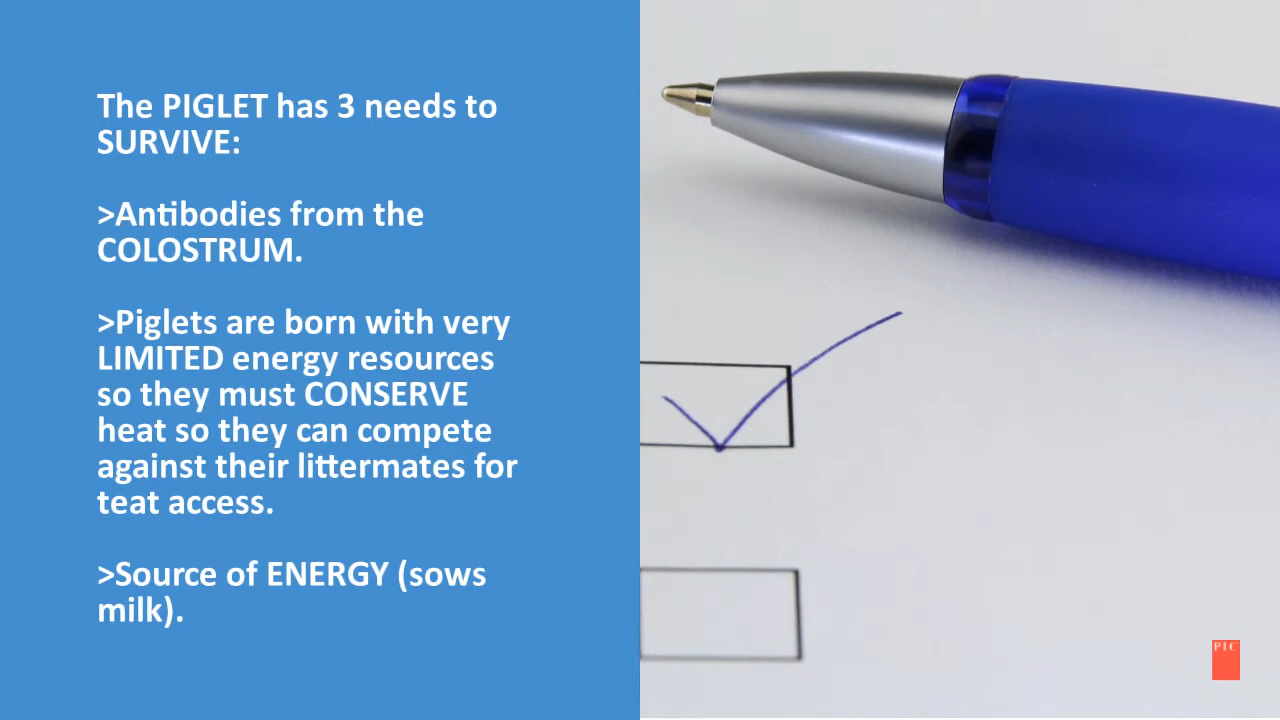 The PIGLET has 3 needs to
SURVIVE:
>Antibodies from the
COLOSTRUM.
>Piglets are born with very
LIMITED energy resources
so they must CONSERVE
heat so they can compete
against their littermates for
teat access.
>Source of ENERGY (sows
milk).
PIC